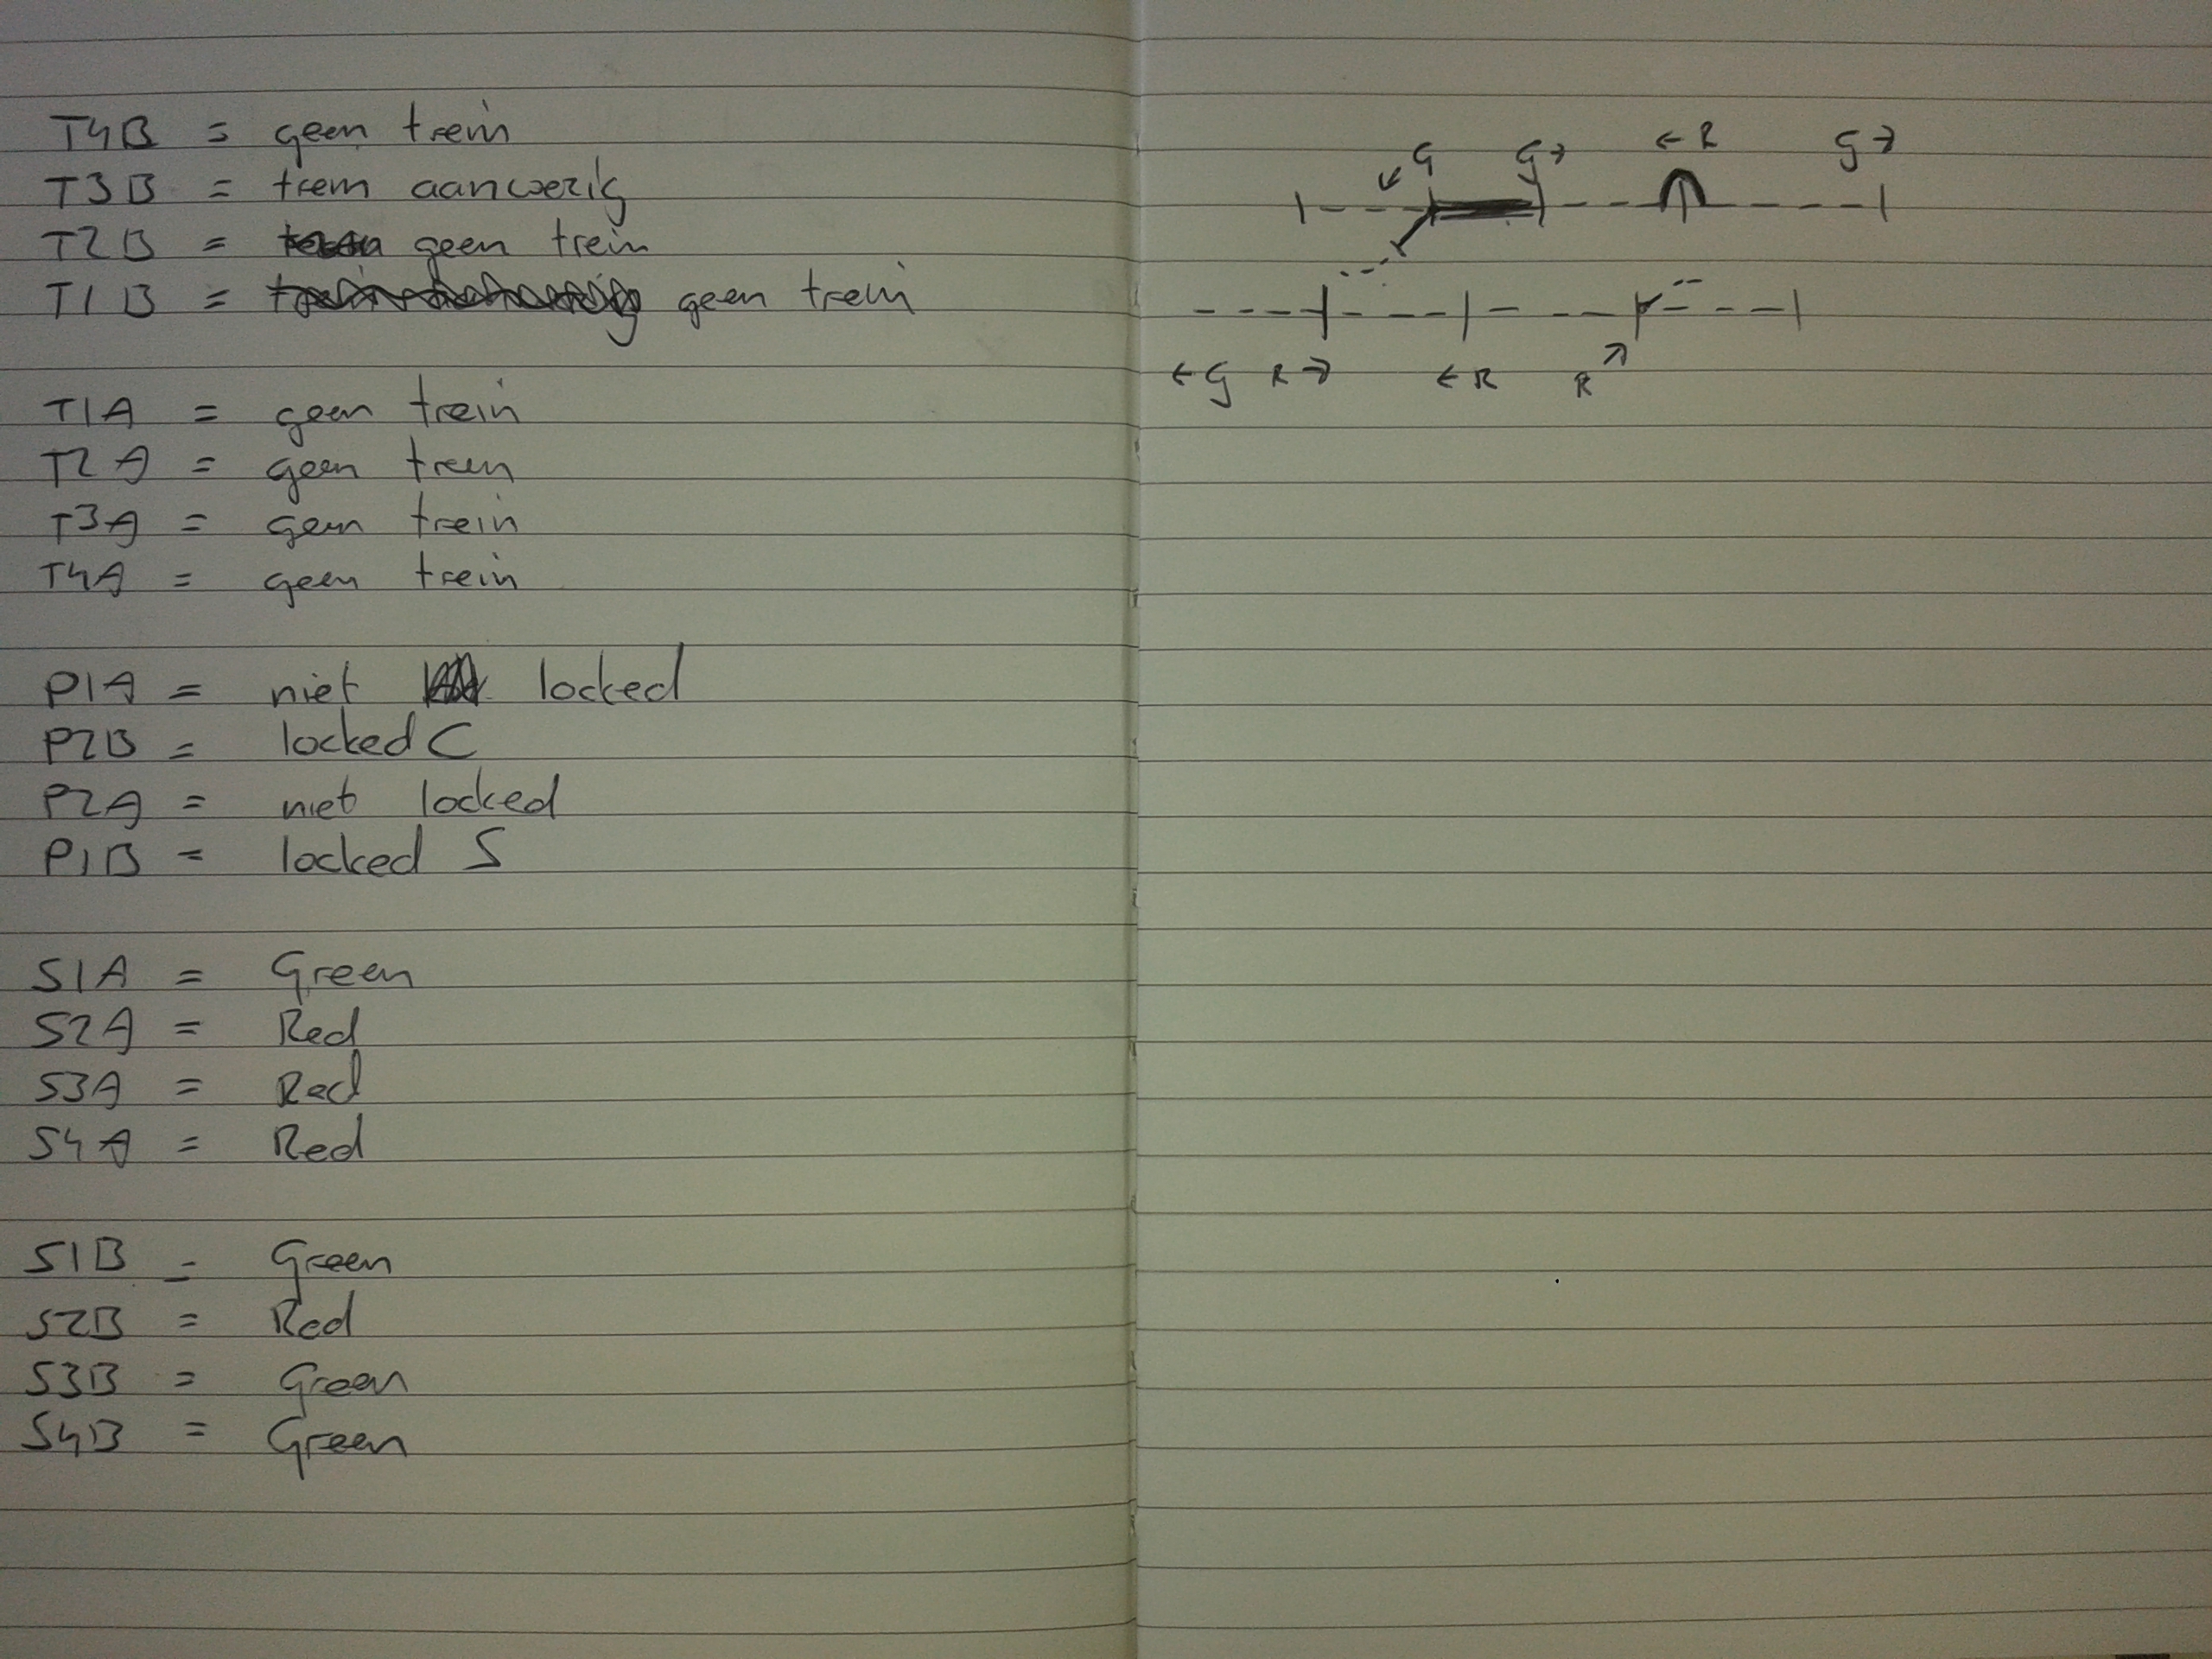 T4B = geen trein
T3B = trein aanwezig
T2B = geen trein
T1B = geen trein
T1A = geen trein
T2A = geen trein
T3A = geen trein
T4A = geen trein
P1A = niet locked
P2B = locked C
P2A = niet locked
P1B = locked S
S1A = Green
S2A = Red
S3A = Red
S4A = Red
S1B = Green
S2B = Red
S3B = Green
S4B = Green
↙ G G→ ← R G→
← G R → ← R R ↗